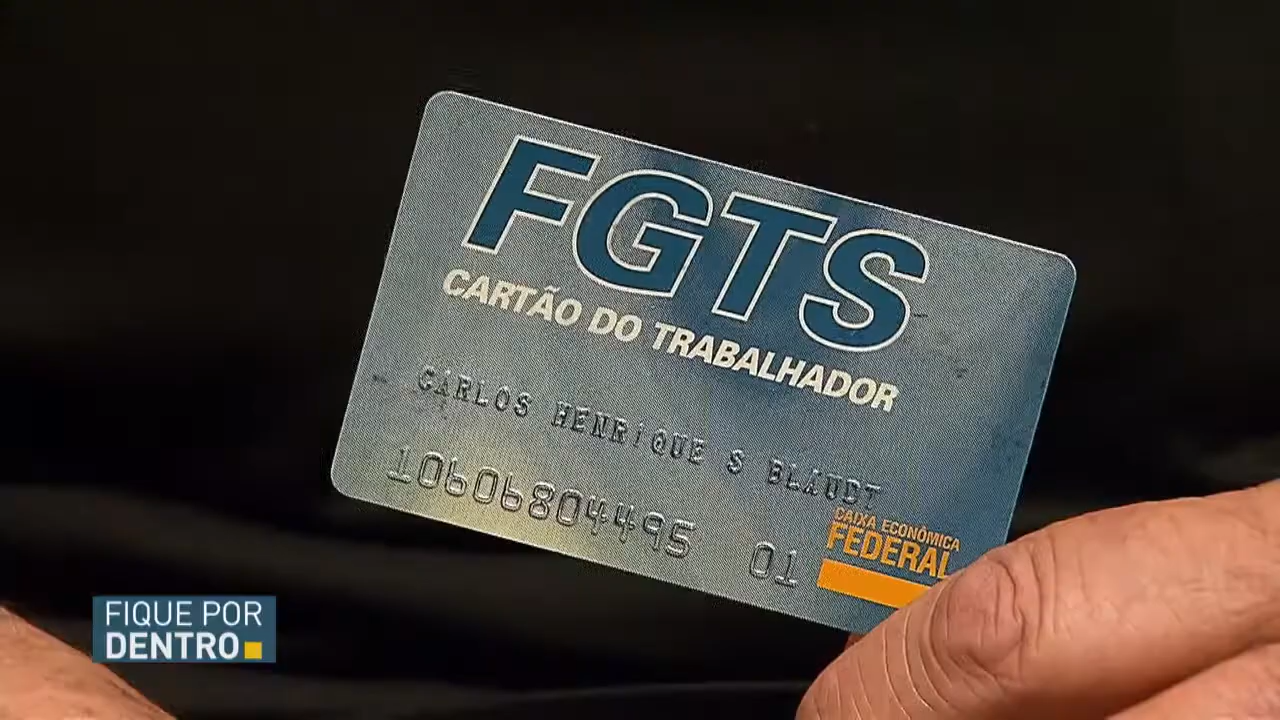 FGTS
CARTÃO DO TRABALHADOR
CARLOS HENRIQUE S BLAUDT
10606804495 01
CAIXA ECONÔMICA
FEDERAL
FIQUE POR
DENTRO